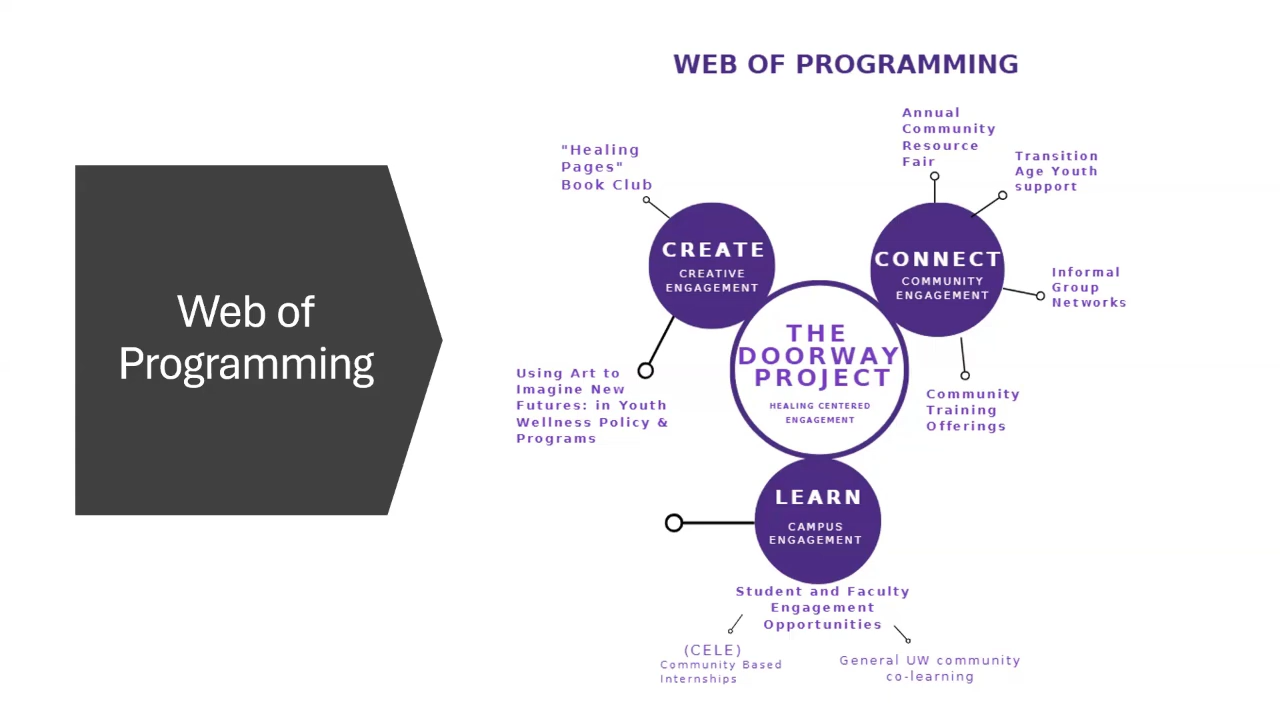 Web of
Programming
WEB OF PROGRAMMING
"Healing
Pages"
Book Club
Annual
Community
Resource
Fair
Transition
Age Youth
support
CREATE
CREATIVE
ENGAGEMENT
CONNECT
COMMUNITY
ENGAGEMENT
Informal
Group
Networks
THE
DOORWAY
PROJECT
HEALING CENTERED
ENGAGEMENT
Using Art to
Imagine New
Futures: in Youth
Wellness Policy &
Programs
Community
Training
Offerings
LEARN
CAMPUS
ENGAGEMENT
Student and Faculty
Engagement
Opportunities
(CELE)
Community Based
Internships
General UW community
co-learning